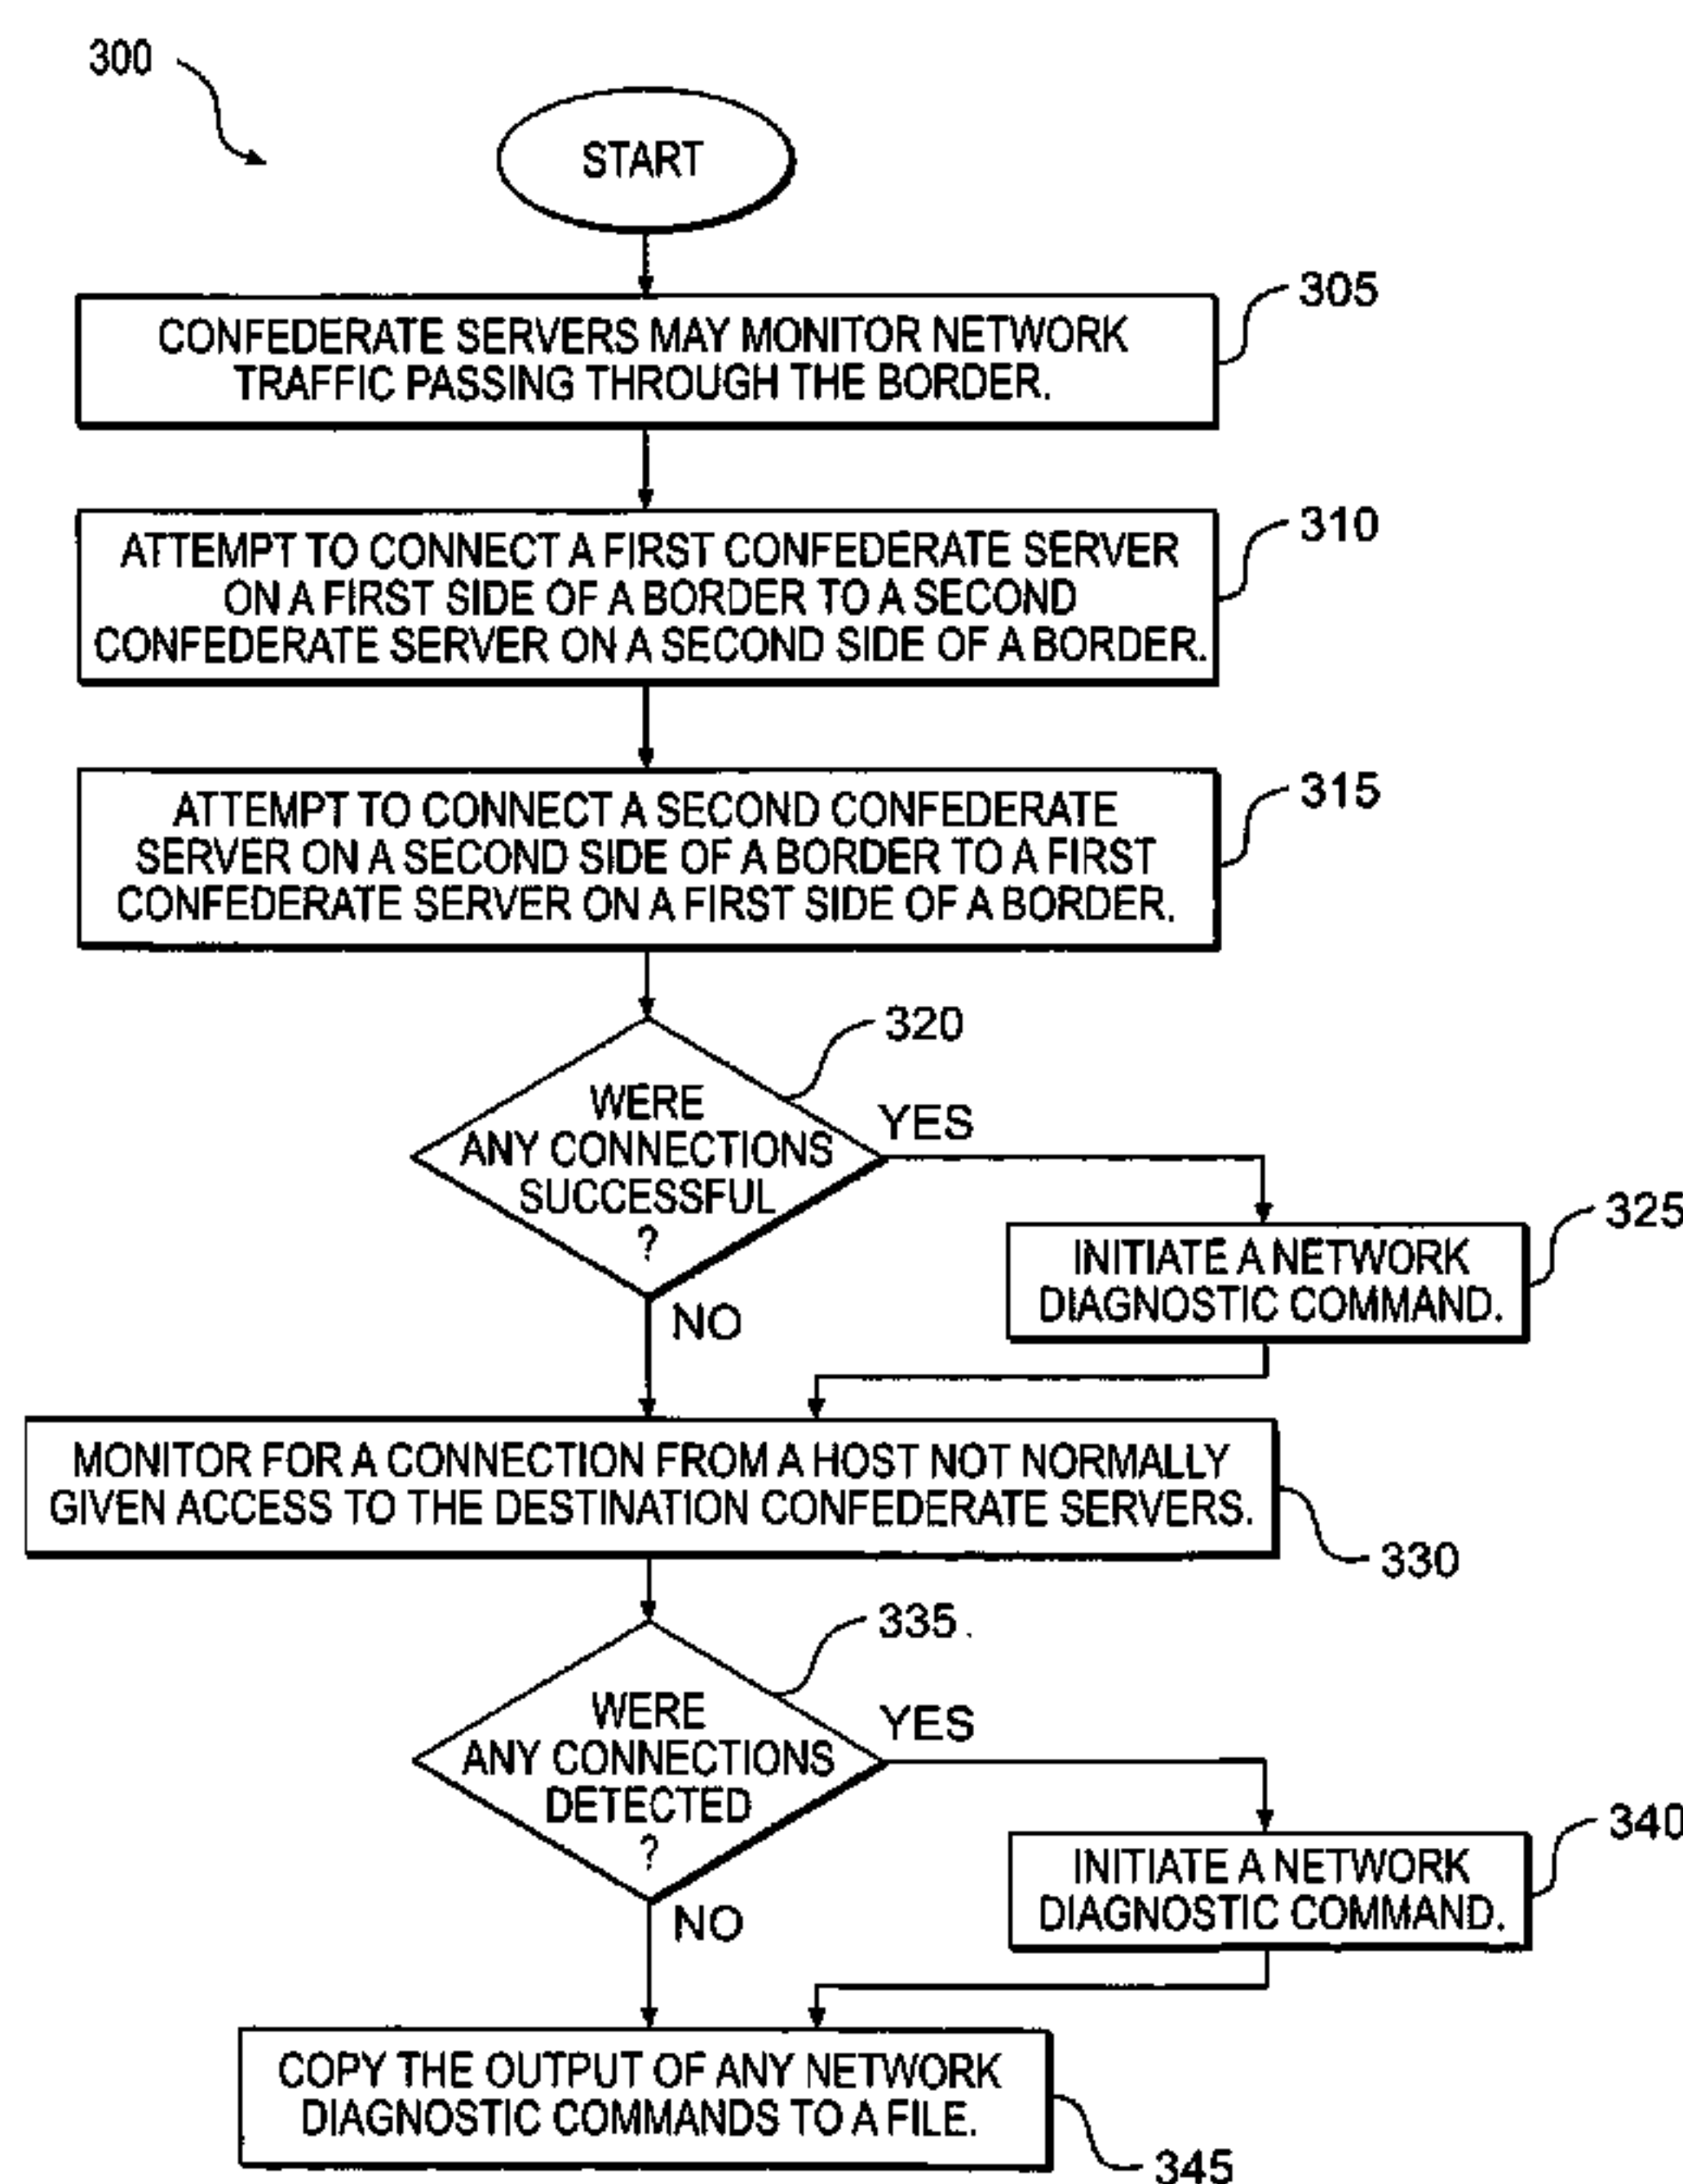 300
START
305
CONFEDERATE SERVERS MAY MONITOR NETWORK
TRAFFIC PASSING THROUGH THE BORDER.
310
ATTEMPT TO CONNECT A FIRST CONFEDERATE SERVER
ON A FIRST SIDE OF A BORDER TO A SECOND
CONFEDERATE SERVER ON A SECOND SIDE OF A BORDER.
315
ATTEMPT TO CONNECT A SECOND CONFEDERATE
SERVER ON A SECOND SIDE OF A BORDER TO A FIRST
CONFEDERATE SERVER ON A FIRST SIDE OF A BORDER.
320
WERE
ANY CONNECTIONS
SUCCESSFUL
?
YES
NO
325
INITIATE A NETWORK
DIAGNOSTIC COMMAND.
MONITOR FOR A CONNECTION FROM A HOST NOT NORMALLY
GIVEN ACCESS TO THE DESTINATION CONFEDERATE SERVERS.
330
335
WERE
ANY CONNECTIONS
DETECTED
?
YES
NO
340
INITIATE A NETWORK
DIAGNOSTIC COMMAND.
COPY THE OUTPUT OF ANY NETWORK
DIAGNOSTIC COMMANDS TO A FILE.
345